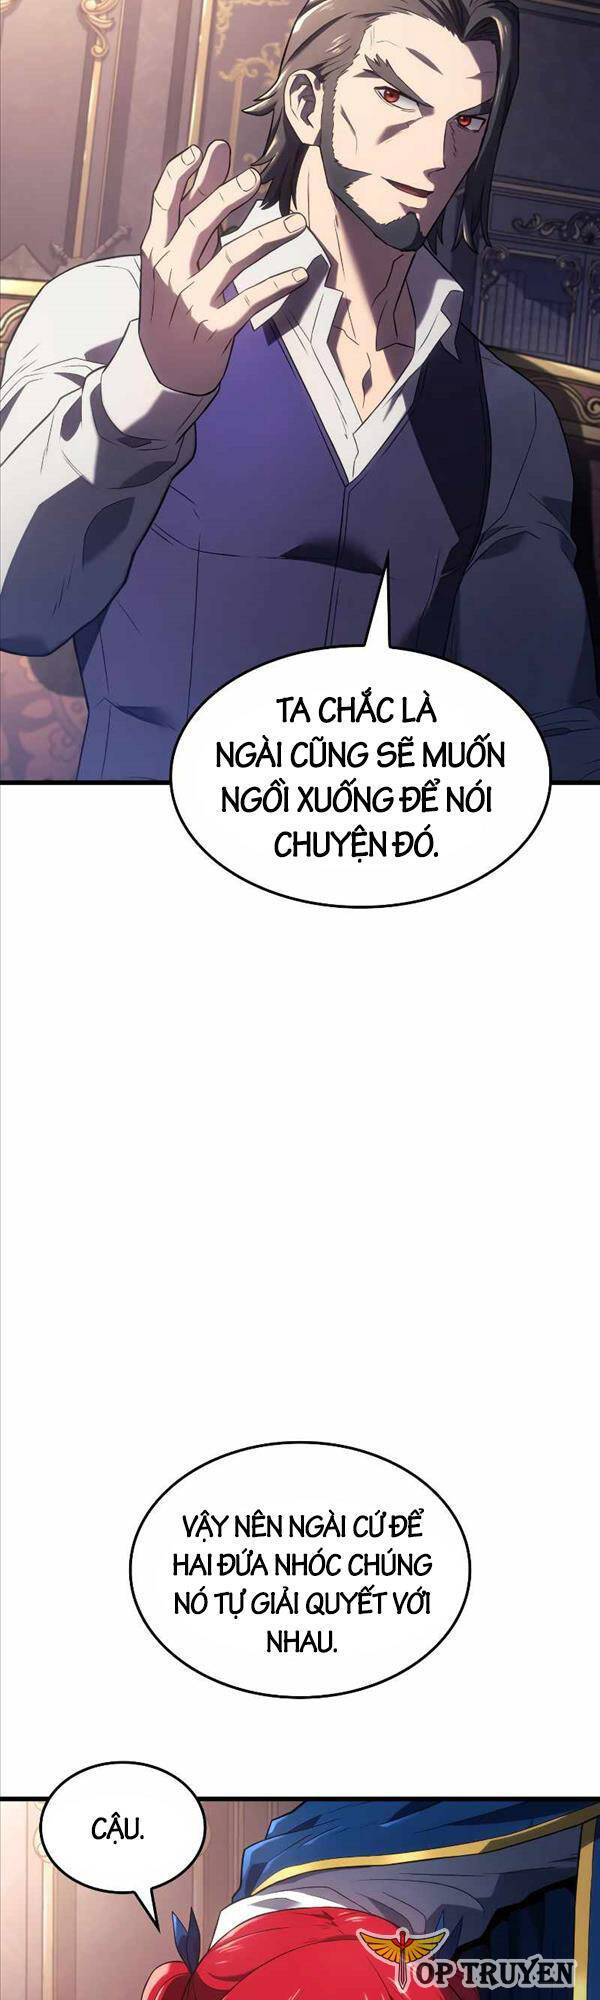 TA CHẮC LÀ
NGÀI CŨNG SẼ MUỐN
NGỒI XUỐNG ĐỂ NÓI
CHUYỆN ĐÓ.
VẬY NÊN NGÀI CỨ ĐỂ
HAI ĐỨA NHÓC CHÚNG
NÓ TỰ GIẢI QUYẾT VỚI
NHAU.
CẬU.
TOP TRUYEN